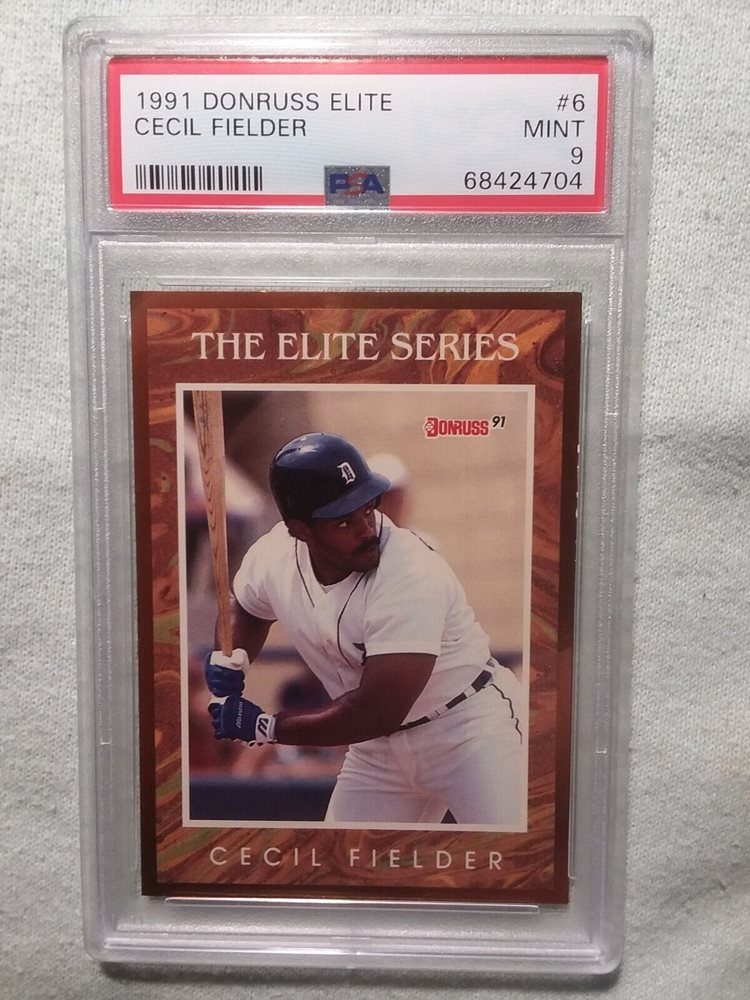 1991 DONRUSS ELITE #6
CECIL FIELDER MINT
9
PSA 68424704
THE ELITE SERIES
DONRUSS 91
D
CECIL FIELDER